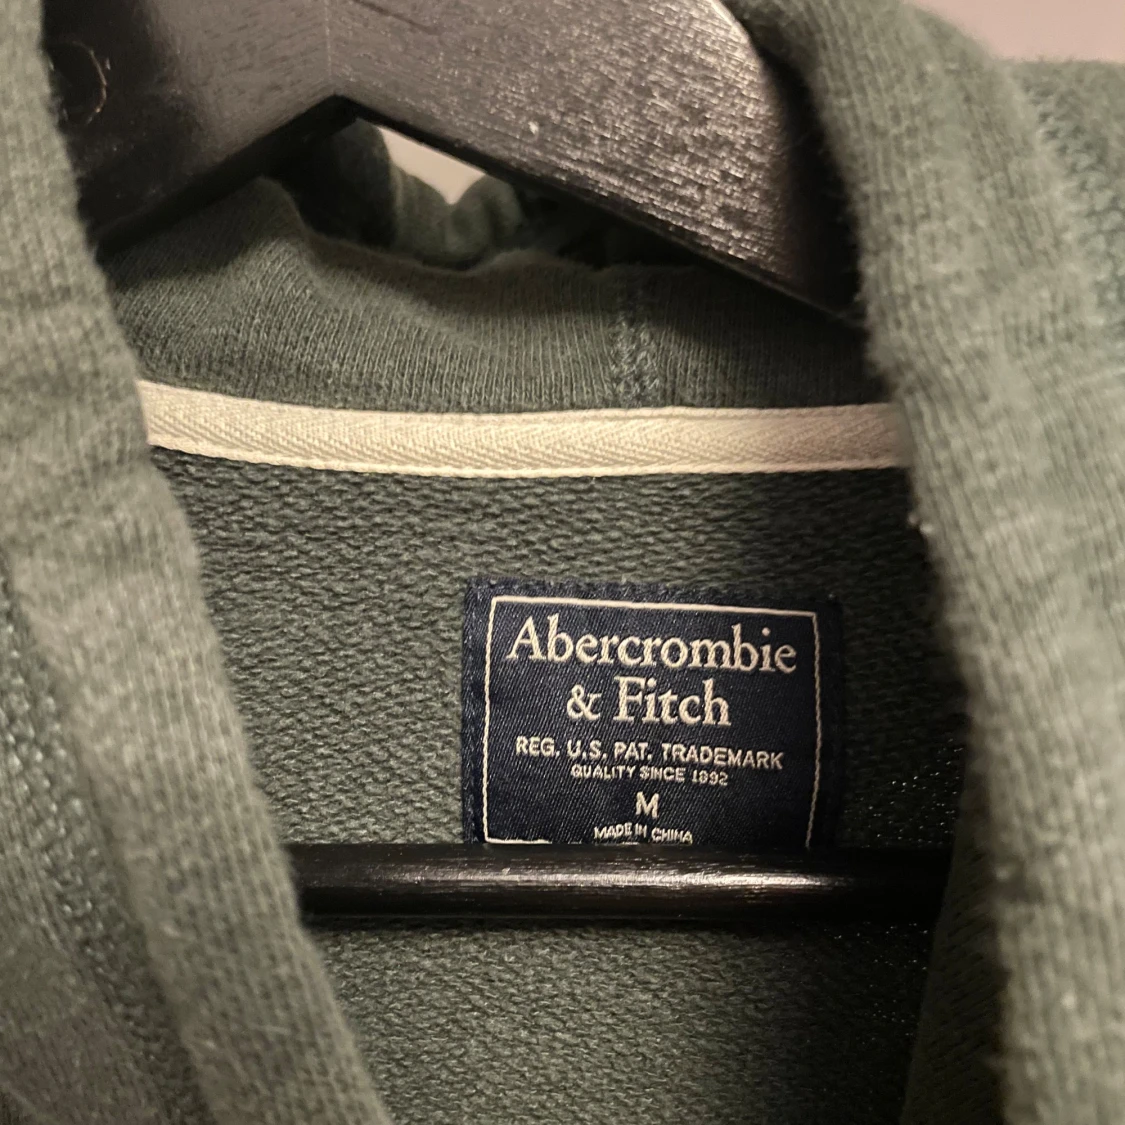 Abercrombie
& Fitch
REG. U.S. PAT. TRADEMARK
QUALITY SINCE 1892
M
MADE IN CHINA